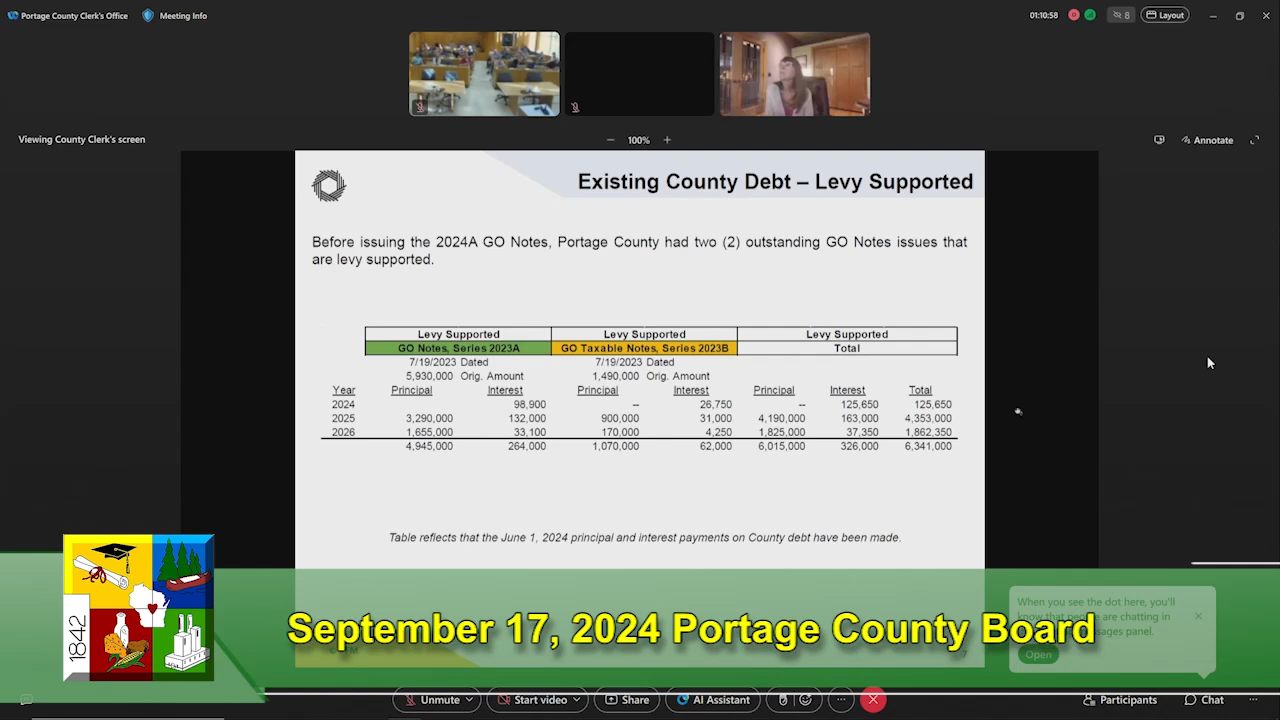 Portage County Clerk's Office Meeting Info 01:10:58 8 Layout
Viewing County Clerk's screen 100% Annotate
Existing County Debt – Levy Supported
Before issuing the 2024A GO Notes, Portage County had two (2) outstanding GO Notes issues that
are levy supported.
Levy Supported Levy Supported Levy Supported
GO Notes, Series 2023A GO Taxable Notes, Series 2023B Total
7/19/2023 Dated 7/19/2023 Dated
5,930,000 Orig. Amount 1,490,000 Orig. Amount
Year Principal Interest Principal Interest Principal Interest Total
2024 98,900 -- 26,750 -- 125,650 125,650
2025 3,290,000 132,000 900,000 31,000 4,190,000 163,000 4,353,000
2026 1,655,000 33,100 170,000 4,250 1,825,000 37,350 1,862,350
4,945,000 264,000 1,070,000 62,000 6,015,000 326,000 6,341,000
Table reflects that the June 1, 2024 principal and interest payments on County debt have been made.
1842
When you see the dot here, you'll
know that people are chatting in
panel.
Open
September 17, 2024 Portage County Board
Unmute Start video Share AI Assistant Participants Chat